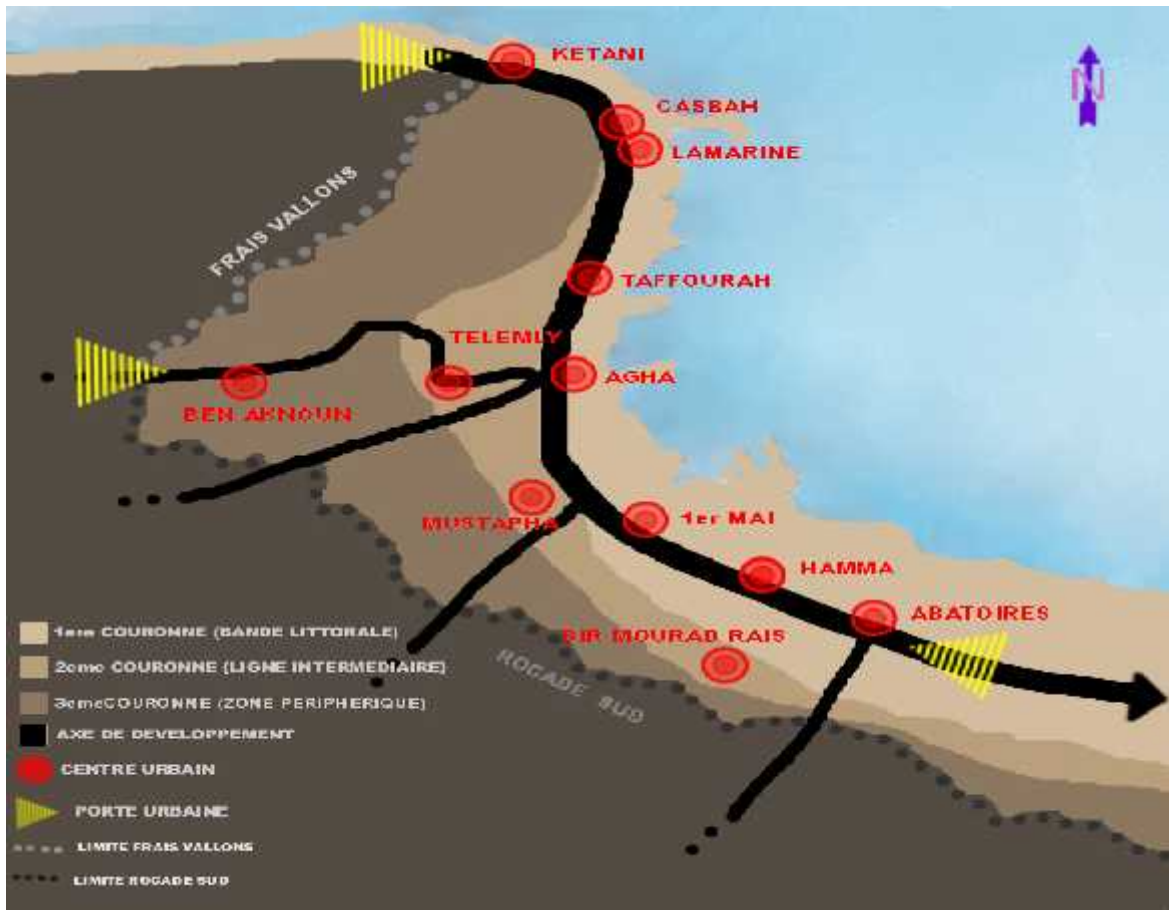 KETANI
N
CASBAH
LAMARINE
FRAIS VALLONS
TAFFOURAH
TELEMLY
AGHA
BEN AKNOUN
MUSTAPHA
1er MAI
HAMMA
ABATOIRES
BIR MOURAD RAIS
ROCADE SUD
1ere COURONNE (BANDE LITTORALE)
2eme COURONNE (LIGNE INTERMEDIAIRE)
3emeCOURONNE (ZONE PERIPHERIQUE)
AXE DE DEVELOPPEMENT
CENTRE URBAIN
PORTE URBAINE
LIMITE FRAIS VALLONS
LIMITE ROCADE SUD